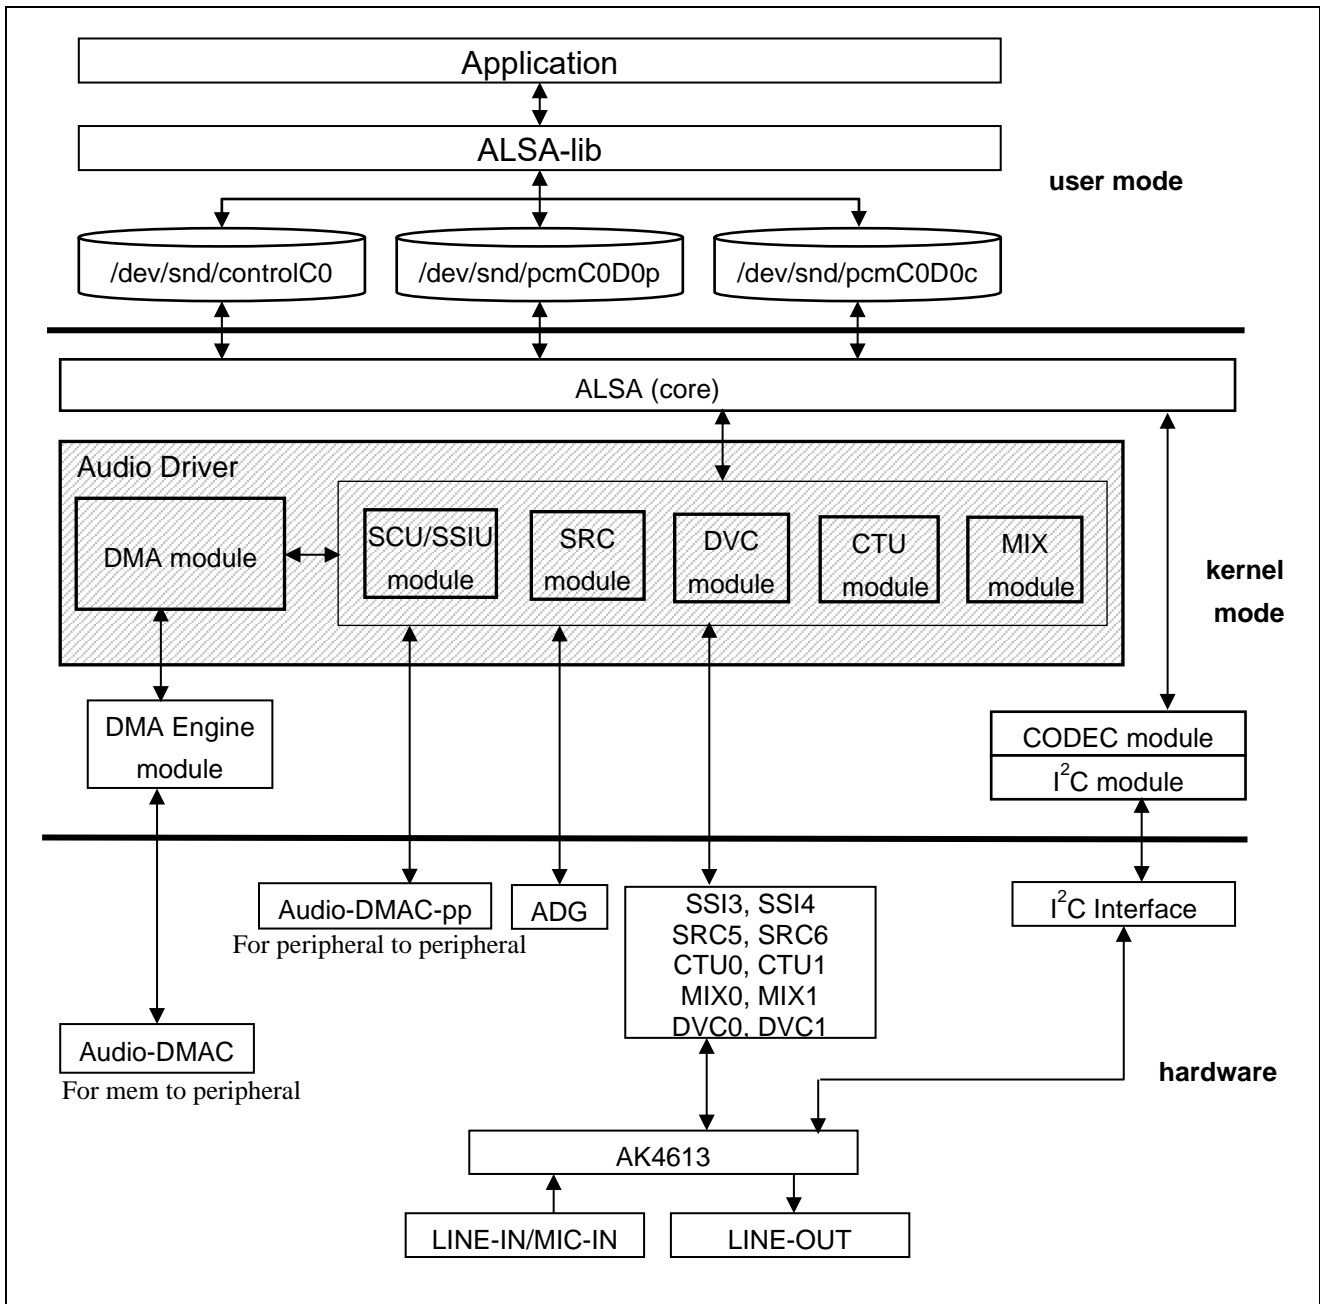 Application
ALSA-lib
user mode
/dev/snd/controlC0
/dev/snd/pcmC0D0p
/dev/snd/pcmC0D0c
ALSA (core)
Audio Driver
DMA module
SCU/SSIU
module
SRC
module
DVC
module
CTU
module
MIX
module
kernel
mode
DMA Engine
module
CODEC module
I²C module
Audio-DMAC-pp
For peripheral to peripheral
ADG
SSI3, SSI4
SRC5, SRC6
CTU0, CTU1
MIX0, MIX1
DVC0, DVC1
I²C Interface
Audio-DMAC
For mem to peripheral
hardware
AK4613
LINE-IN/MIC-IN
LINE-OUT